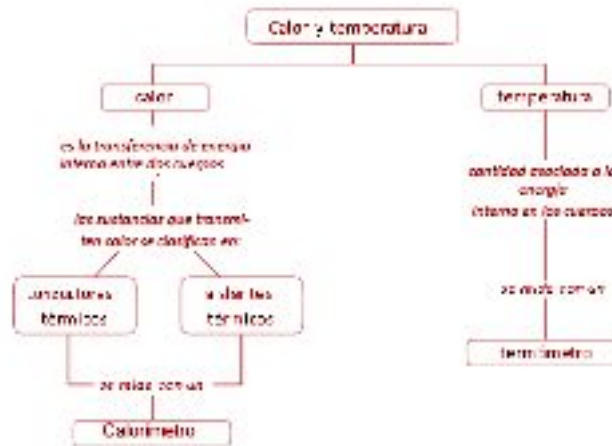 Calor y temperatura
calor
temperatura
es la transferencia de energía
interna entre dos cuerpos
cantidad asociada a la
energía
interna en los cuerpos
las sustancias que transmi-
ten calor se clasifican en:
conductores
térmicos
aislantes
térmicos
se mide con un
termómetro
se mide con un
Calorímetro